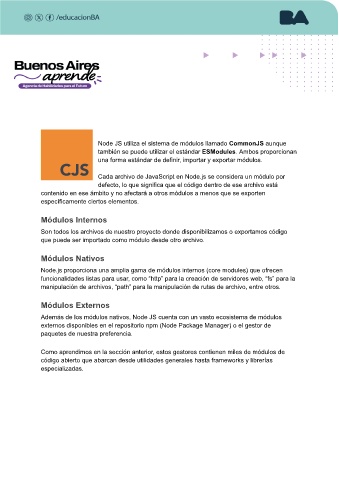 /educacionBA
BA
Buenos Aires
aprende
Agencia de Habilidades para el Futuro
CJS
Node JS utiliza el sistema de módulos llamado CommonJS aunque
también se puede utilizar el estándar ESModules. Ambos proporcionan
una forma estándar de definir, importar y exportar módulos.
Cada archivo de JavaScript en Node.js se considera un módulo por
defecto, lo que significa que el código dentro de ese archivo está
contenido en ese ámbito y no afectará a otros módulos a menos que se exporten
específicamente ciertos elementos.
Módulos Internos
Son todos los archivos de nuestro proyecto donde disponibilizamos o exportamos código
que puede ser importado como módulo desde otro archivo.
Módulos Nativos
Node.js proporciona una amplia gama de módulos internos (core modules) que ofrecen
funcionalidades listas para usar, como “http” para la creación de servidores web, “fs” para la
manipulación de archivos, “path” para la manipulación de rutas de archivo, entre otros.
Módulos Externos
Además de los módulos nativos, Node JS cuenta con un vasto ecosistema de módulos
externos disponibles en el repositorio npm (Node Package Manager) o el gestor de
paquetes de nuestra preferencia.
Como aprendimos en la sección anterior, estos gestores contienen miles de módulos de
código abierto que abarcan desde utilidades generales hasta frameworks y librerías
especializadas.